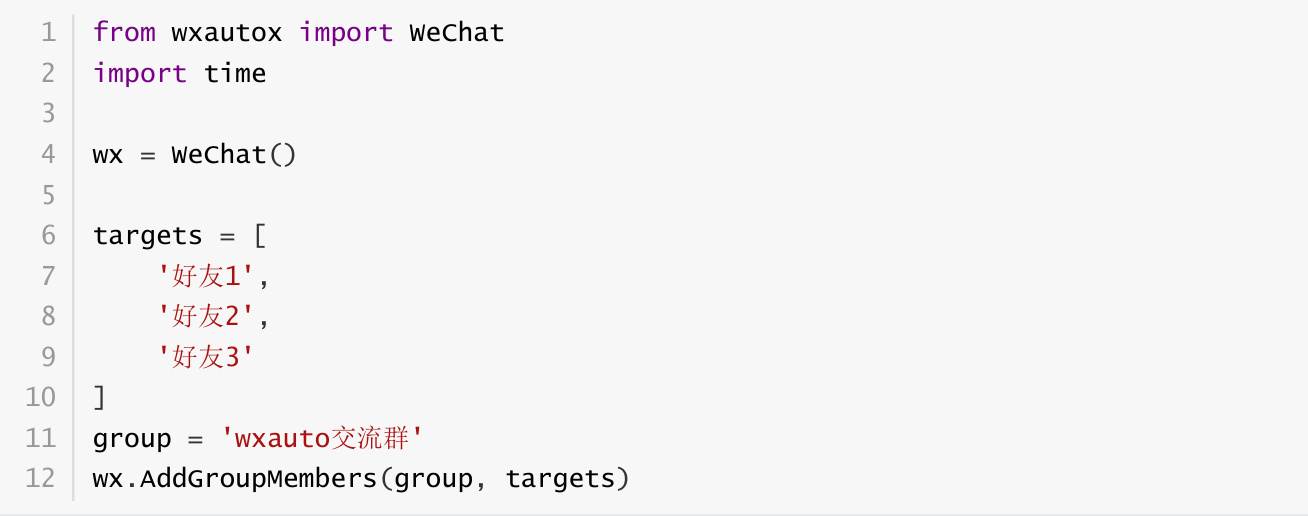 1 from wxautox import WeChat
2 import time
3
4 wx = WeChat()
5
6 targets = [
7     '好友1',
8     '好友2',
9     '好友3'
10 ]
11 group = 'wxauto交流群'
12 wx.AddGroupMembers(group, targets)